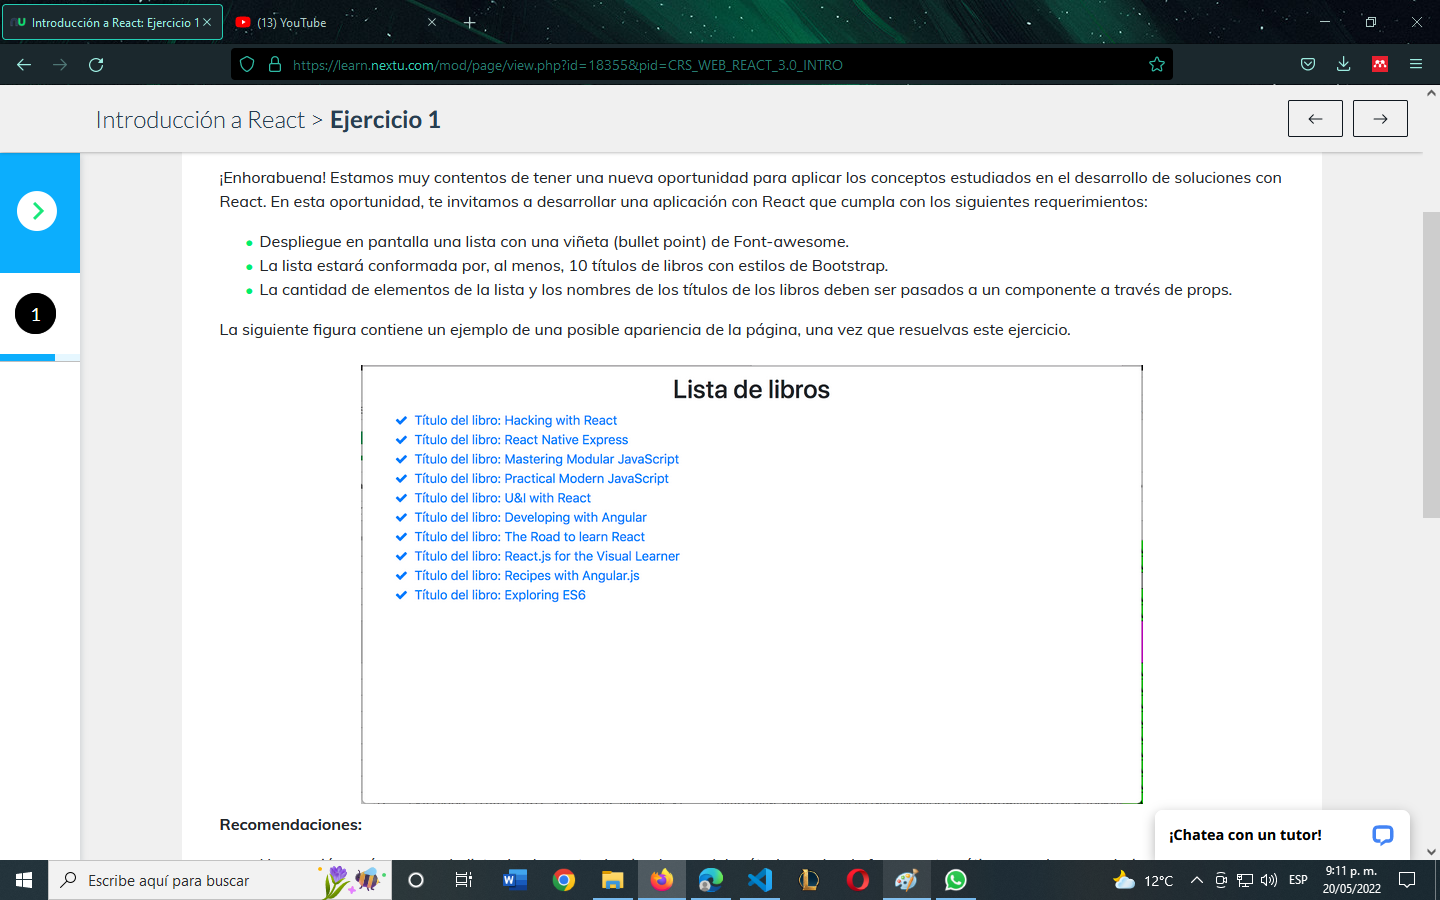 Introducción a React: Ejercicio 1
(13) YouTube
https://learn.nextu.com/mod/page/view.php?id=18355&pid=CRS_WEB_REACT_3.0_INTRO
Introducción a React > Ejercicio 1
1
¡Enhorabuena! Estamos muy contentos de tener una nueva oportunidad para aplicar los conceptos estudiados en el desarrollo de soluciones con
React. En esta oportunidad, te invitamos a desarrollar una aplicación con React que cumpla con los siguientes requerimientos:
Despliegue en pantalla una lista con una viñeta (bullet point) de Font-awesome.
La lista estará conformada por, al menos, 10 títulos de libros con estilos de Bootstrap.
La cantidad de elementos de la lista y los nombres de los títulos de los libros deben ser pasados a un componente a través de props.
La siguiente figura contiene un ejemplo de una posible apariencia de la página, una vez que resuelvas este ejercicio.
Lista de libros
Título del libro: Hacking with React
Título del libro: React Native Express
Título del libro: Mastering Modular JavaScript
Título del libro: Practical Modern JavaScript
Título del libro: U&I with React
Título del libro: Developing with Angular
Título del libro: The Road to learn React
Título del libro: React.js for the Visual Learner
Título del libro: Recipes with Angular.js
Título del libro: Exploring ES6
Recomendaciones:
¡Chatea con un tutor!
Escribe aquí para buscar
12°C
ESP
9:11 p. m.
20/05/2022